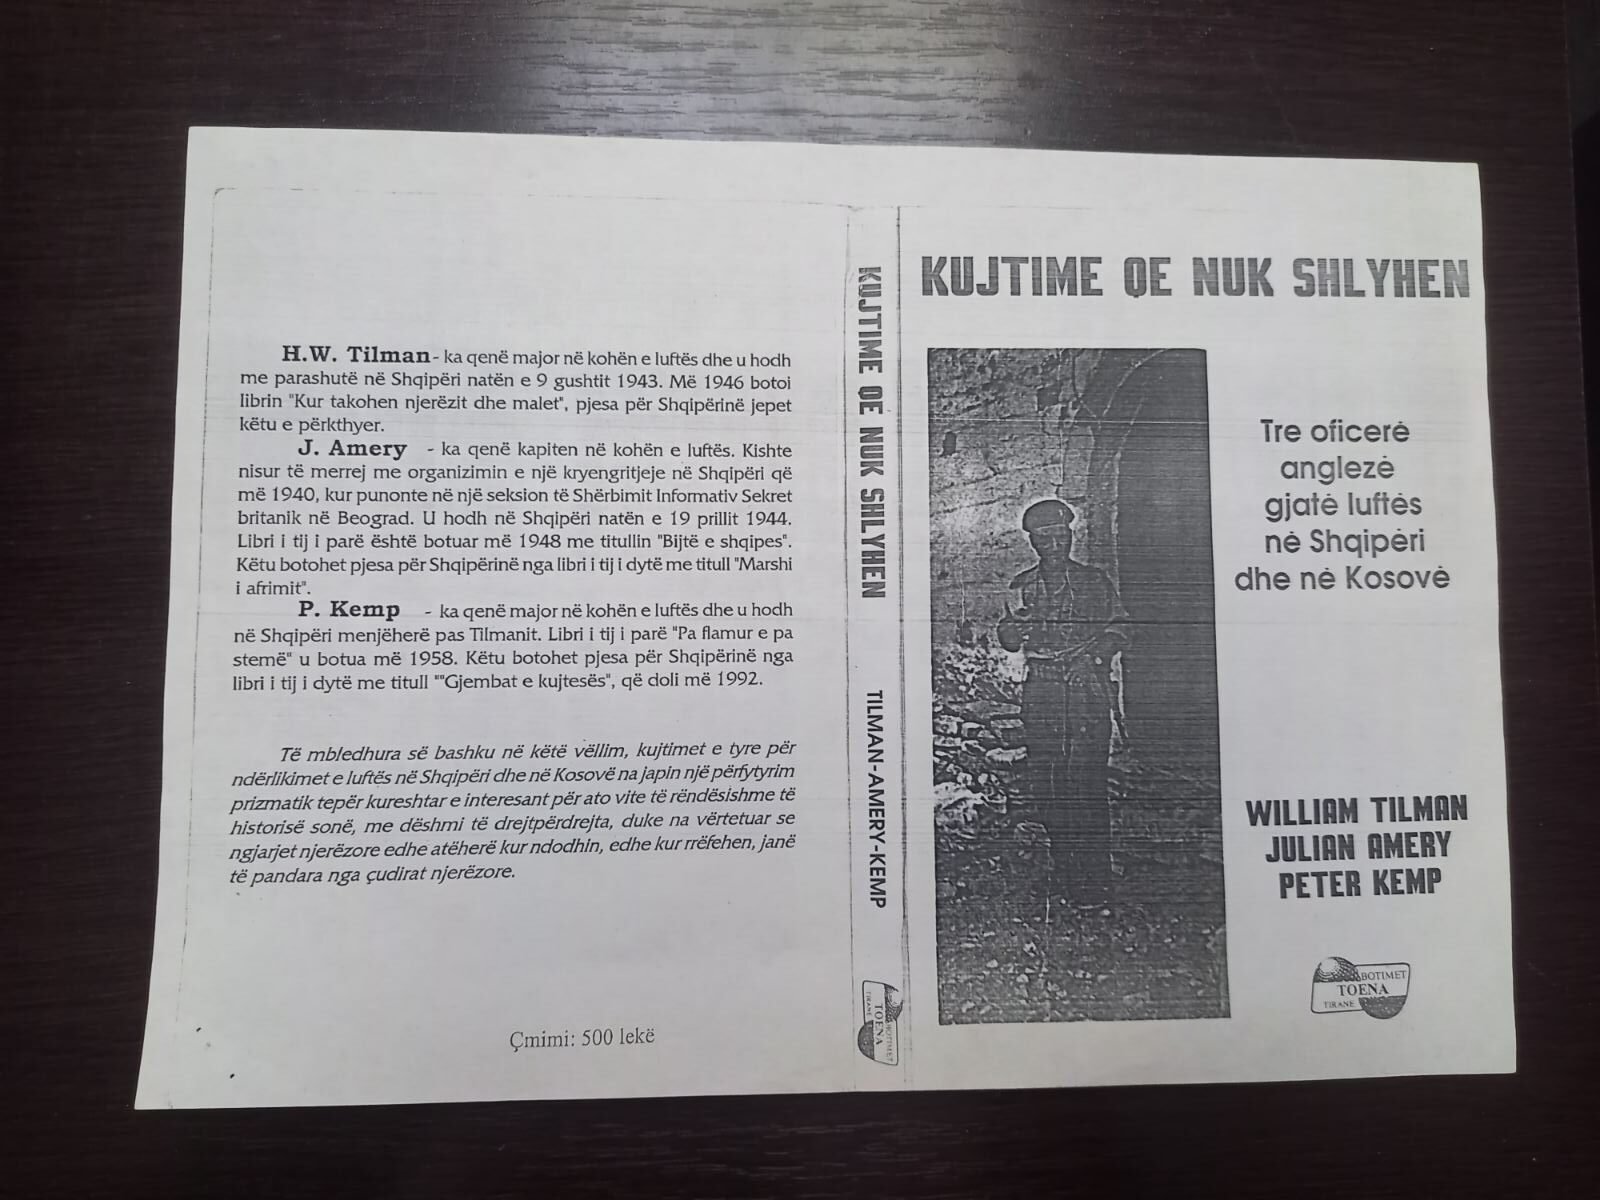 H.W. Tilman - ka qenë major në kohën e luftës dhe u hodh
me parashutë në Shqipëri natën e 9 gushtit 1943. Më 1946 botoi
librin "Kur takohen njerëzit dhe malet", pjesa për Shqipërinë jepet
këtu e përkthyer.
J. Amery - ka qenë kapiten në kohën e luftës. Kishte
nisur të merrej me organizimin e një kryengritjeje në Shqipëri që
më 1940, kur punonte në një seksion të Shërbimit Informativ Sekret
britanik në Beograd. U hodh në Shqipëri natën e 19 prillit 1944.
Libri i tij i parë është botuar më 1948 me titullin "Bijtë e shqipes".
Këtu botohet pjesa për Shqipërinë nga libri i tij i dytë me titull "Marshi
i afrimit".
P. Kemp - ka qenë major në kohën e luftës dhe u hodh
në Shqipëri menjëherë pas Tilmanit. Libri i tij i parë "Pa flamur e pa
stemë" u botua më 1958. Këtu botohet pjesa për Shqipërinë nga
libri i tij i dytë me titull ""Gjembat e kujtesës", që doli më 1992.
Të mbledhura së bashku në këtë vëllim, kujtimet e tyre për
ndërlikimet e luftës në Shqipëri dhe në Kosovë na japin një përfytyrim
prizmatik tepër kureshtar e interesant për ato vite të rëndësishme të
historisë sonë, me dëshmi të drejtpërdrejta, duke na vërtetuar se
ngjarjet njerëzore edhe atëherë kur ndodhin, edhe kur rrëfehen, janë
të pandara nga çudirat njerëzore.
Çmimi: 500 lekë
KUJTIME QE NUK SHLYHEN
TILMAN-AMERY-KEMP
BOTIMET
TOENA
TIRANE
KUJTIME QE NUK SHLYHEN
Tre oficerë
anglezë
gjatë luftës
në Shqipëri
dhe në Kosovë
WILLIAM TILMAN
JULIAN AMERY
PETER KEMP
BOTIMET
TOENA
TIRANE